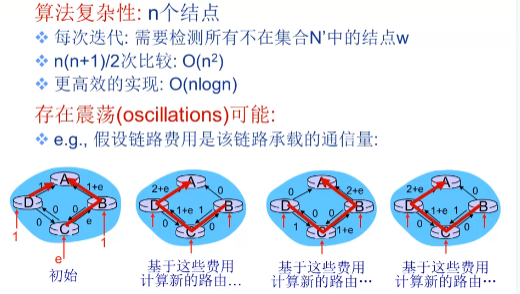 算法复杂性: n个结点
每次迭代: 需要检测所有不在集合N'中的结点w
n(n+1)/2次比较: O(n²)
更高效的实现: O(nlogn)
存在震荡(oscillations)可能:
e.g., 假设链路费用是该链路承载的通信量:
A
1
1+e
D
B
0
0
0
e
C
1
1
e
初始
A
2+e
0
D
B
1+e
1
0
0
C
基于这些费用
计算新的路由...
A
0
2+e
D
B
0
0
1
1+e
C
基于这些费用
计算新的路由…
A
2+e
0
D
B
1+e
1
0
0
C
基于这些费用
计算新的路由…